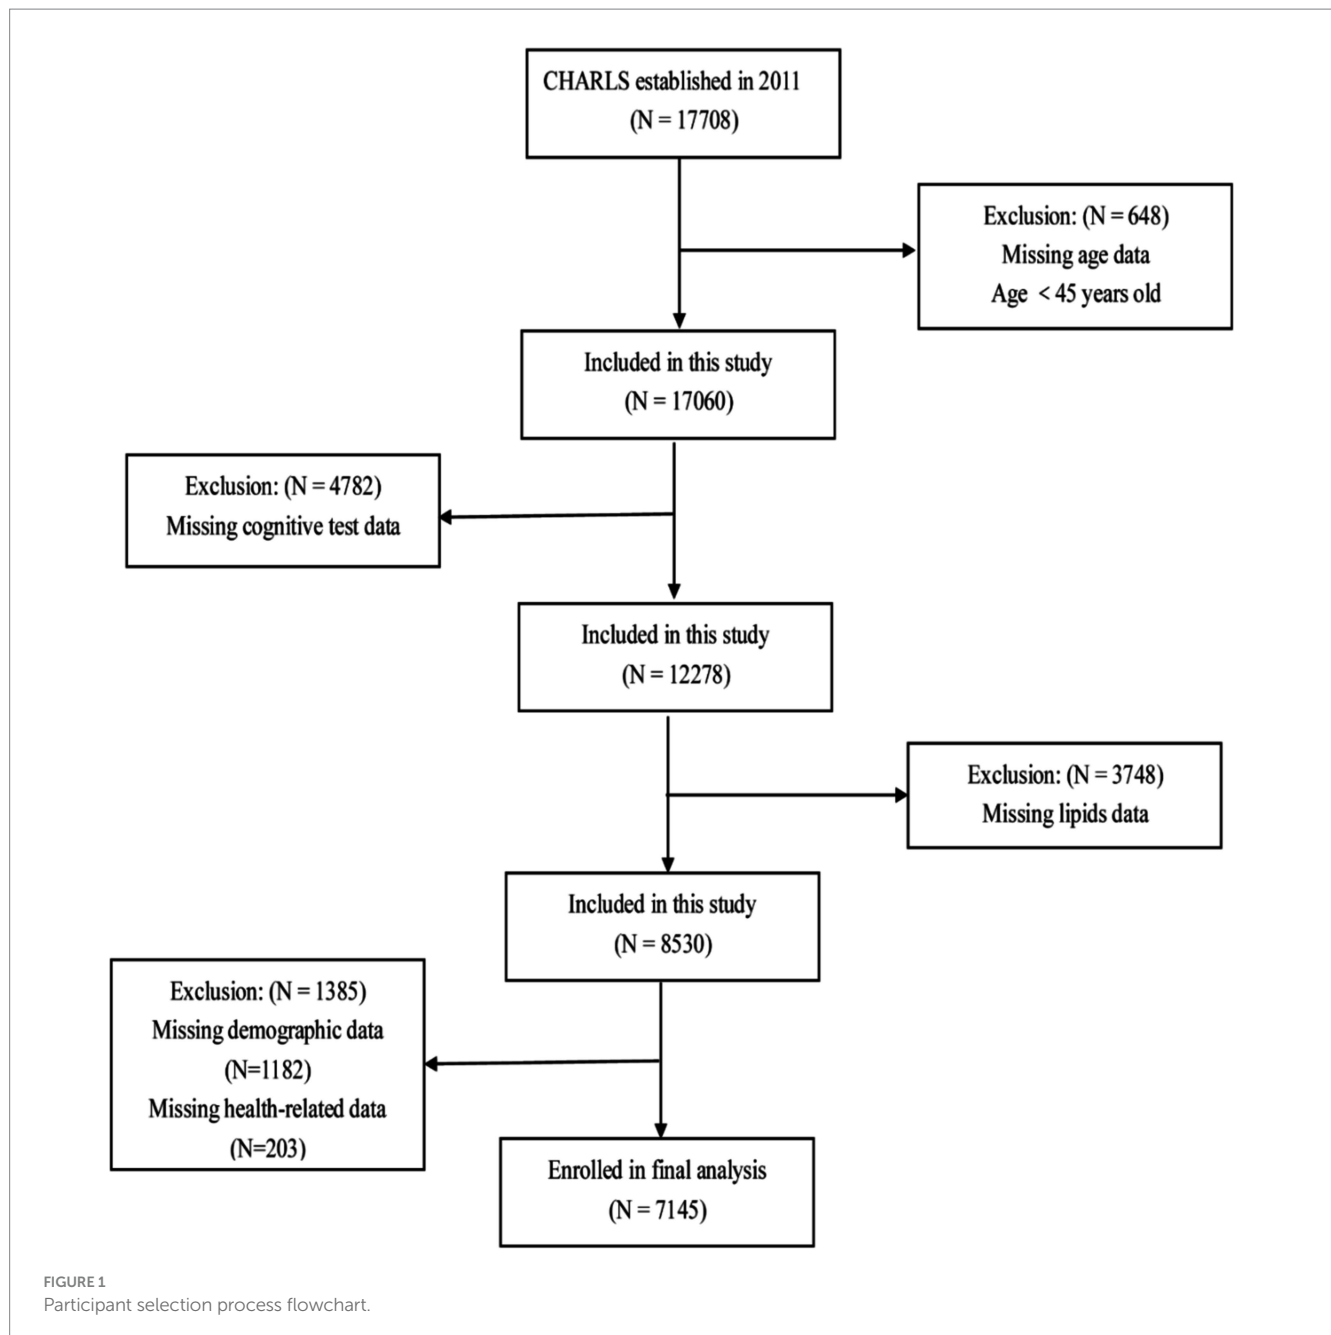 CHARLS established in 2011
(N = 17708)
Exclusion: (N = 648)
Missing age data
Age < 45 years old
Included in this study
(N = 17060)
Exclusion: (N = 4782)
Missing cognitive test data
Included in this study
(N = 12278)
Exclusion: (N = 3748)
Missing lipids data
Included in this study
(N = 8530)
Exclusion: (N = 1385)
Missing demographic data
(N=1182)
Missing health-related data
(N=203)
Enrolled in final analysis
(N = 7145)
FIGURE 1
Participant selection process flowchart.